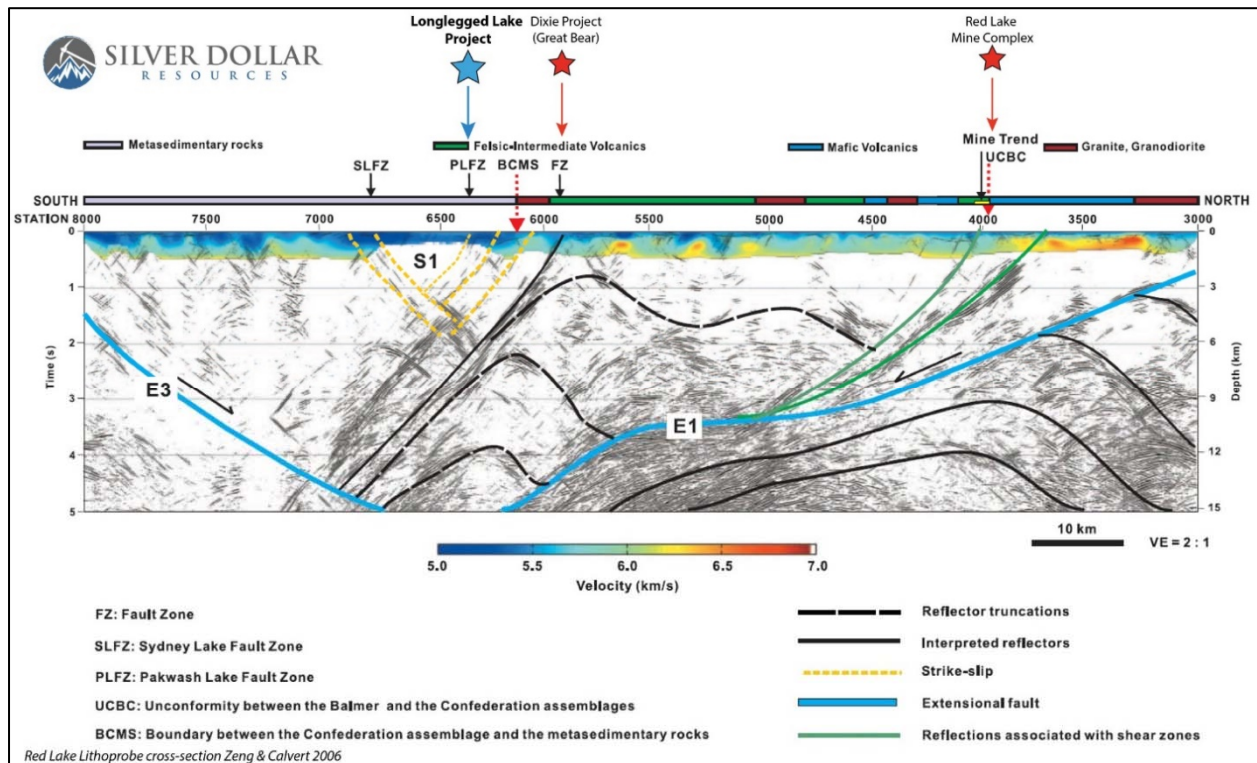 SILVER DOLLAR
RESOURCES
Longlegged Lake
Project
Dixie Project
(Great Bear)
Red Lake
Mine Complex
Metasedimentary rocks
Felsic-Intermediate Volcanics
Mafic Volcanics
Mine Trend
Granite, Granodiorite
SLFZ
PLFZ
BCMS
FZ
UCBC
SOUTH
NORTH
STATION 8000 7500 7000 6500 6000 5500 5000 4500 4000 3500 3000
0
1
2
3
4
5
Time (s)
0
3
6
9
12
15
Depth (km)
S1
E3
E1
10 km
VE = 2 : 1
5.0 5.5 6.0 6.5 7.0
Velocity (km/s)
FZ: Fault Zone
SLFZ: Sydney Lake Fault Zone
PLFZ: Pakwash Lake Fault Zone
UCBC: Unconformity between the Balmer and the Confederation assemblages
BCMS: Boundary between the Confederation assemblage and the metasedimentary rocks
Reflector truncations
Interpreted reflectors
Strike-slip
Extensional fault
Reflections associated with shear zones
Red Lake Lithoprobe cross-section Zeng & Calvert 2006